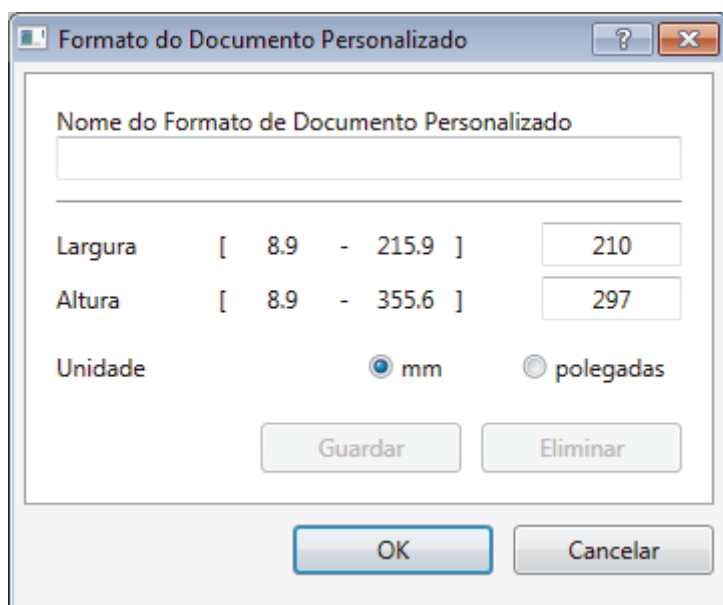 Formato do Documento Personalizado ?
Nome do Formato de Documento Personalizado
Largura [ 8.9 - 215.9 ] 210
Altura [ 8.9 - 355.6 ] 297
Unidade mm polegadas
Guardar Eliminar
OK Cancelar